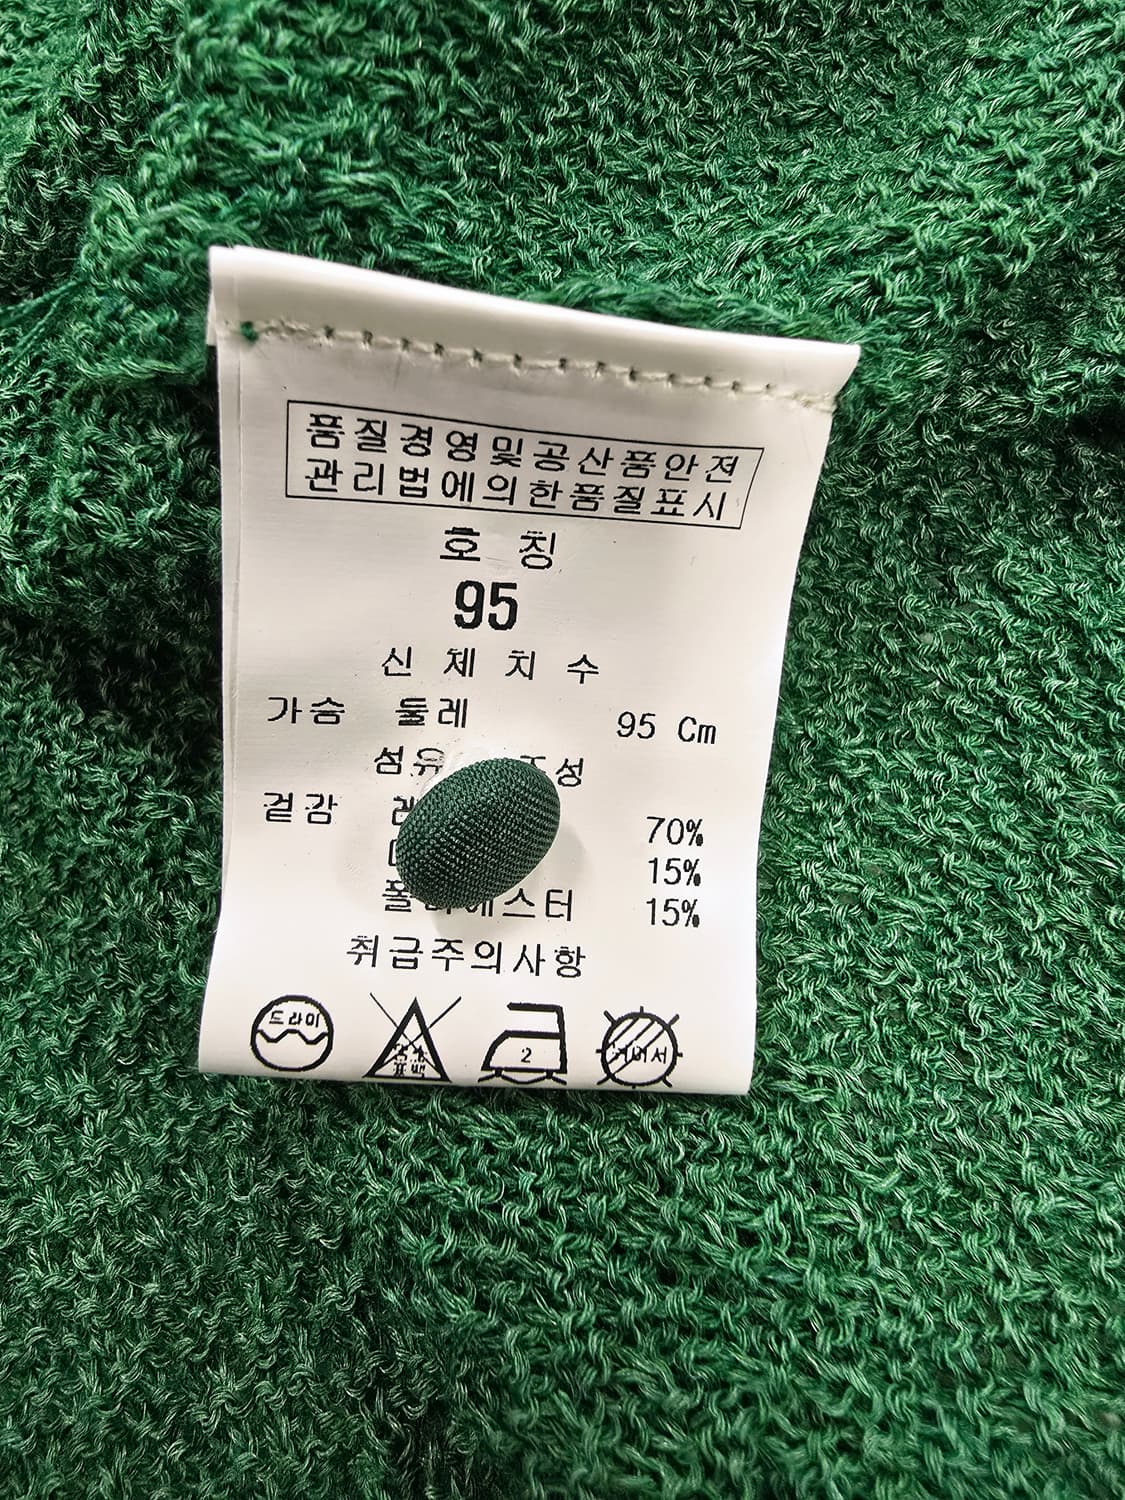 품질경영및공산품안전
관리법에의한품질표시
호 칭
95
신 체 치 수
가슴 둘레 95 Cm
섬유 조성
겉감 70%
15%
15%
취급주의사항
드라이
2